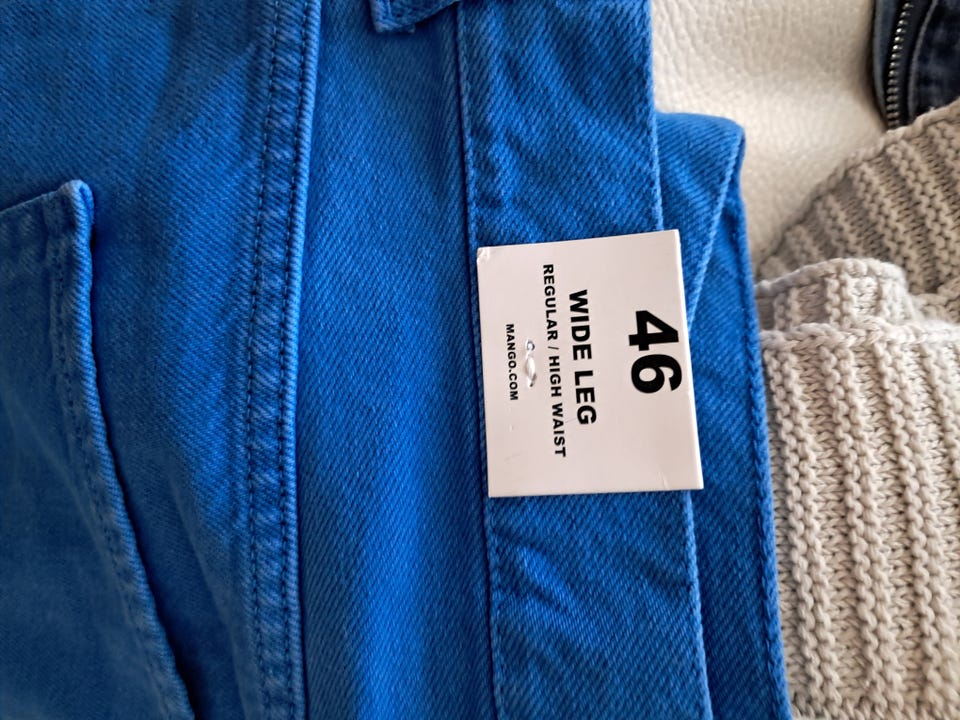 46
WIDE LEG
REGULAR / HIGH WAIST
MANGO.COM